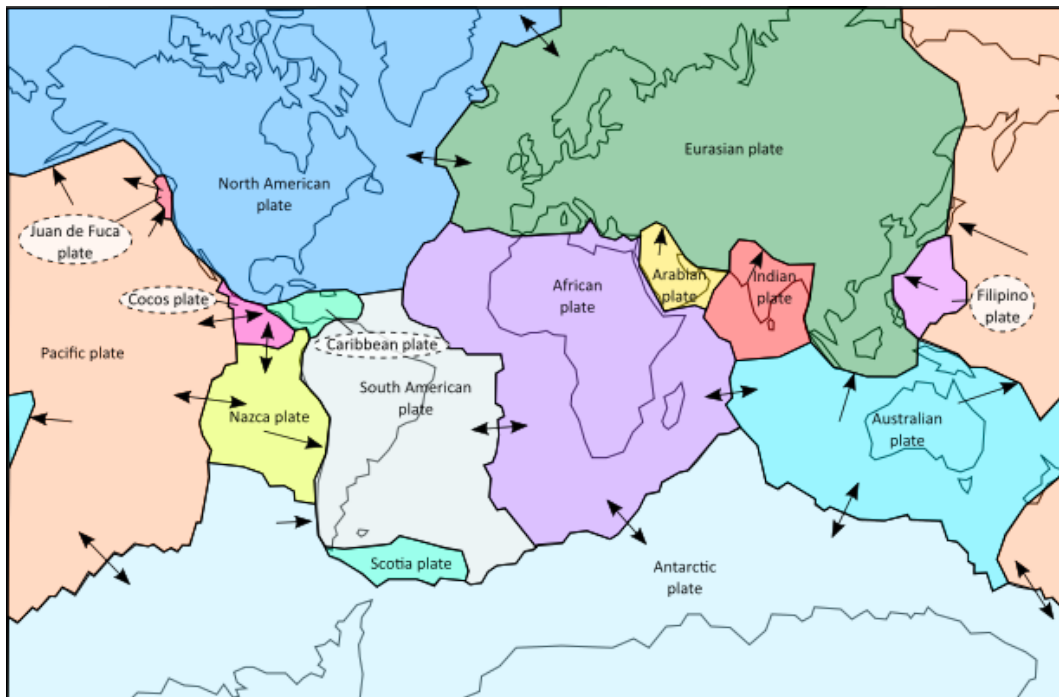 Eurasian plate
North American
plate
Juan de Fuca
plate
Cocos plate
Caribbean plate
Pacific plate
African
plate
Arabian
plate
Indian
plate
Filipino
plate
South American
plate
Nazca plate
Australian
plate
Scotia plate
Antarctic
plate